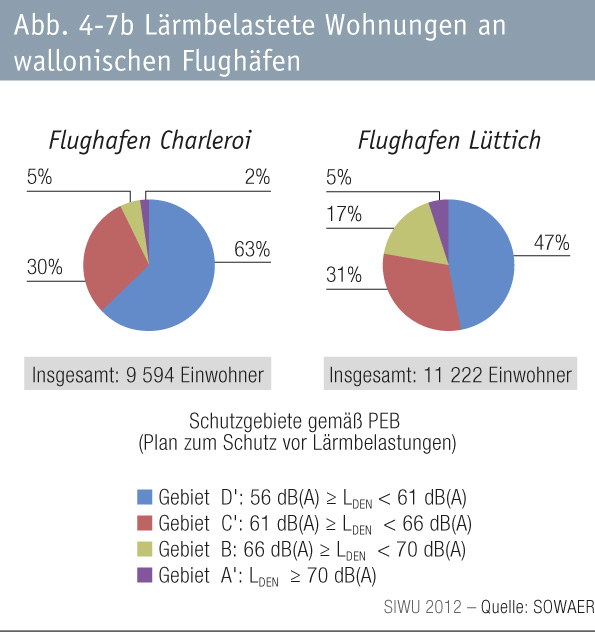 Abb. 4-7b Lärmbelastete Wohnungen an
wallonischen Flughäfen
Flughafen Charleroi
5%
2%
63%
30%
Insgesamt: 9 594 Einwohner
Flughafen Lüttich
5%
17%
47%
31%
Insgesamt: 11 222 Einwohner
Schutzgebiete gemäß PEB
(Plan zum Schutz vor Lärmbelastungen)
Gebiet D': 56 dB(A) ≥ LDEN < 61 dB(A)
Gebiet C': 61 dB(A) ≥ LDEN < 66 dB(A)
Gebiet B: 66 dB(A) ≥ LDEN < 70 dB(A)
Gebiet A': LDEN ≥ 70 dB(A)
SIWU 2012 – Quelle: SOWAER